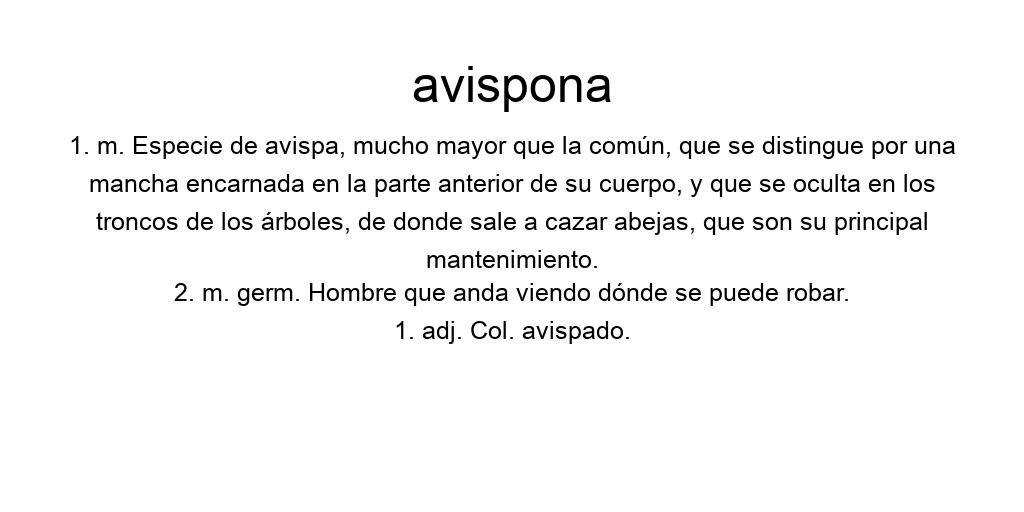 avispona
1. m. Especie de avispa, mucho mayor que la común, que se distingue por una
mancha encarnada en la parte anterior de su cuerpo, y que se oculta en los
troncos de los árboles, de donde sale a cazar abejas, que son su principal
mantenimiento.
2. m. germ. Hombre que anda viendo dónde se puede robar.
1. adj. Col. avispado.